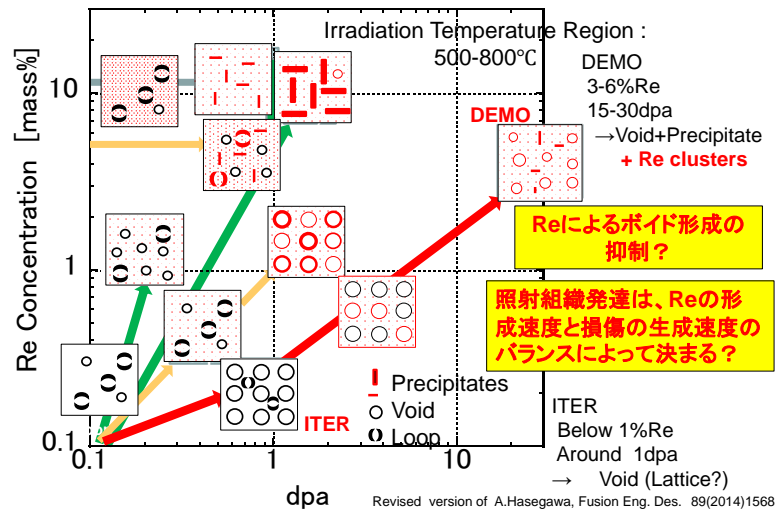 Irradiation Temperature Region :
500-800℃
DEMO
3-6%Re
15-30dpa
→Void+Precipitate
+ Re clusters
DEMO
Reによるボイド形成の
抑制？
照射組織発達は、Reの形
成速度と損傷の生成速度の
バランスによって決まる？
Re Concentration [mass%]
10
1
0.1
0.1
1
10
dpa
Precipitates
Void
Loop
ITER
ITER
Below 1%Re
Around 1dpa
→ Void (Lattice?)
Revised version of A.Hasegawa, Fusion Eng. Des. 89(2014)1568